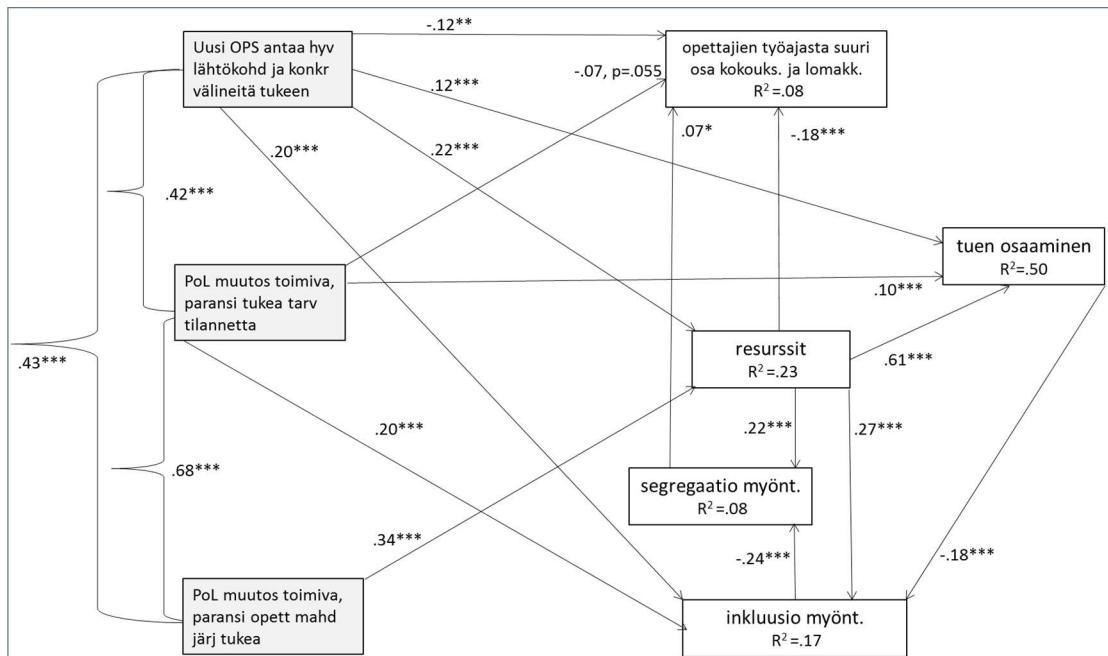 -.12**
Uusi OPS antaa hyv
lähtökohd ja konkr
välineitä tukeen
opettajien työajasta suuri
osa kokouks. ja lomakk.
R²=.08
-.07, p=.055
.12***
.07*
-.18***
.20***
.22***
.42***
tuen osaaminen
R²=.50
PoL muutos toimiva,
paransi tukea tarv
tilannetta
.10***
.43***
resurssit
R²=.23
.61***
.20***
.22***
.27***
.68***
segregaatio myönt.
R²=.08
.34***
-.24***
-.18***
PoL muutos toimiva,
paransi opett mahd
järj tukea
inkluusio myönt.
R²=.17